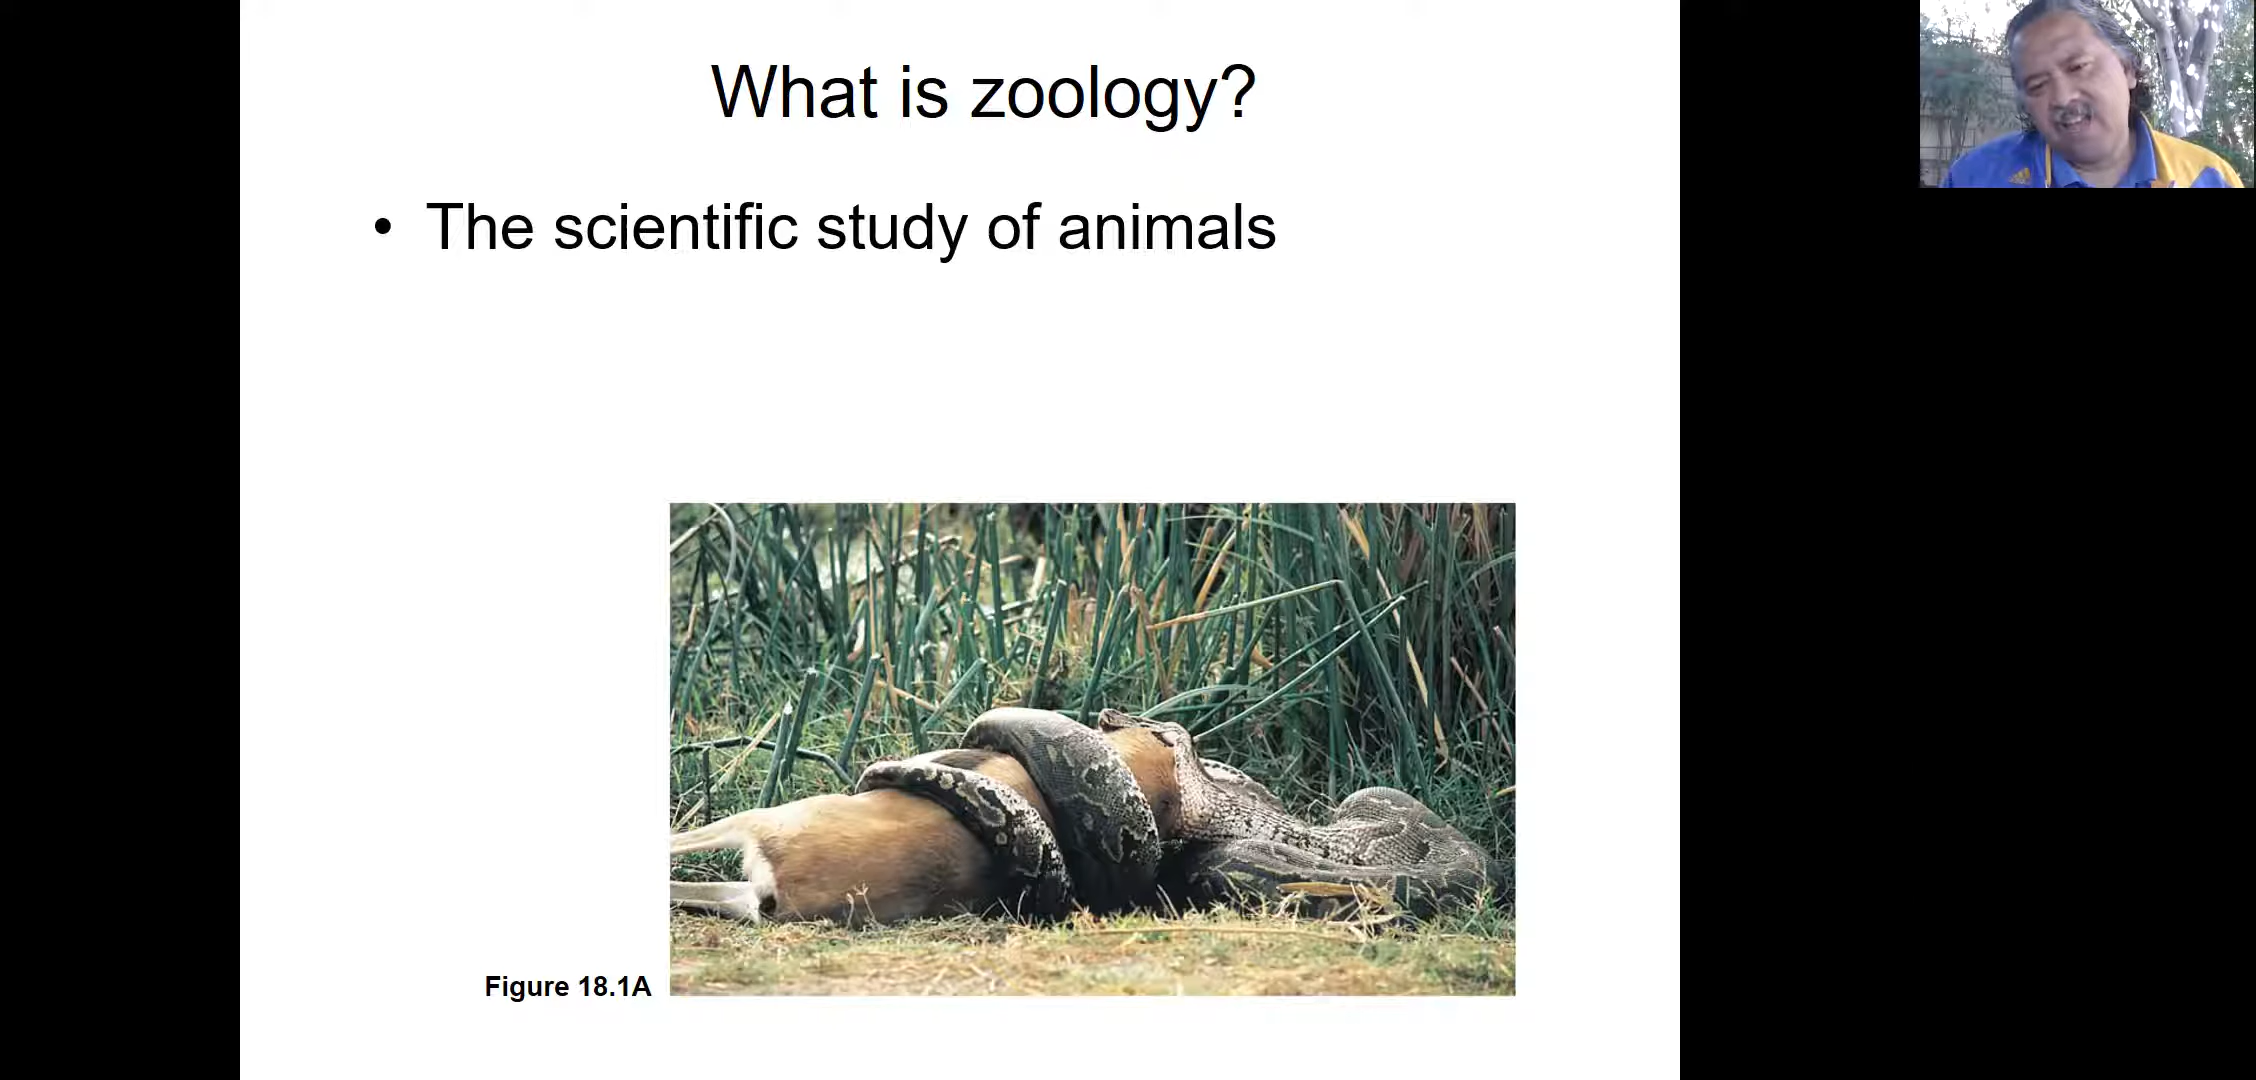 What is zoology?
• The scientific study of animals
Figure 18.1A